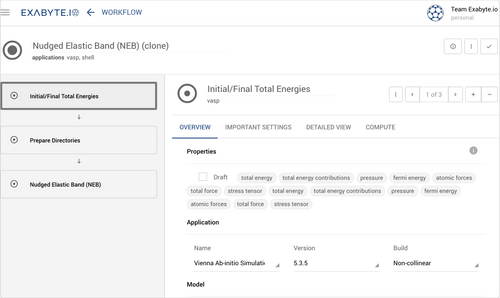 EXABYTE.IO
WORKFLOW
Team Exabyte.io
personal
Nudged Elastic Band (NEB) (clone)
applications vasp, shell
Initial/Final Total Energies
Prepare Directories
Nudged Elastic Band (NEB)
Initial/Final Total Energies
vasp
1 of 3
OVERVIEW IMPORTANT SETTINGS DETAILED VIEW COMPUTE
Properties
Draft total energy total energy contributions pressure fermi energy atomic forces
total force stress tensor total energy total energy contributions pressure fermi energy
atomic forces total force stress tensor
Application
Name Version Build
Vienna Ab-initio Simulati 5.3.5 Non-collinear
Model